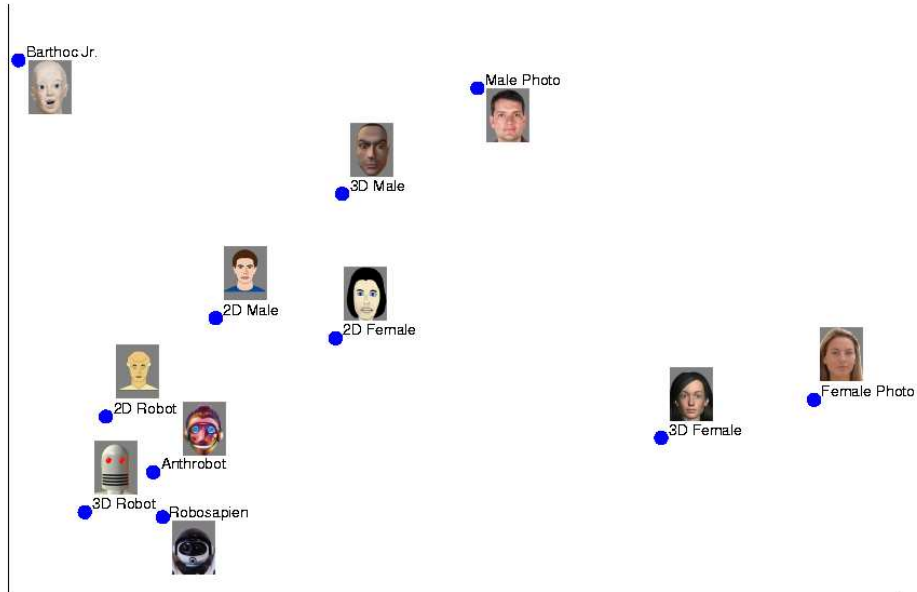 Barthoc Jr.
Male Photo
3D Male
2D Male
2D Female
Female Photo
2D Robot
3D Female
Anthrobot
3D Robot
Robosapien